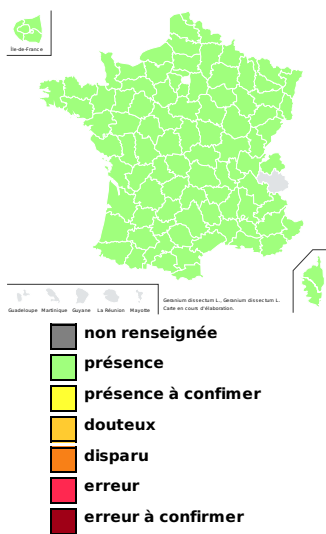 Île-de-France
Guadeloupe Martinique Guyane La Réunion Mayotte
Geranium dissectum L., Geranium dissectum L.
Carte en cours d'élaboration.
non renseignée
présence
présence à confimer
douteux
disparu
erreur
erreur à confirmer